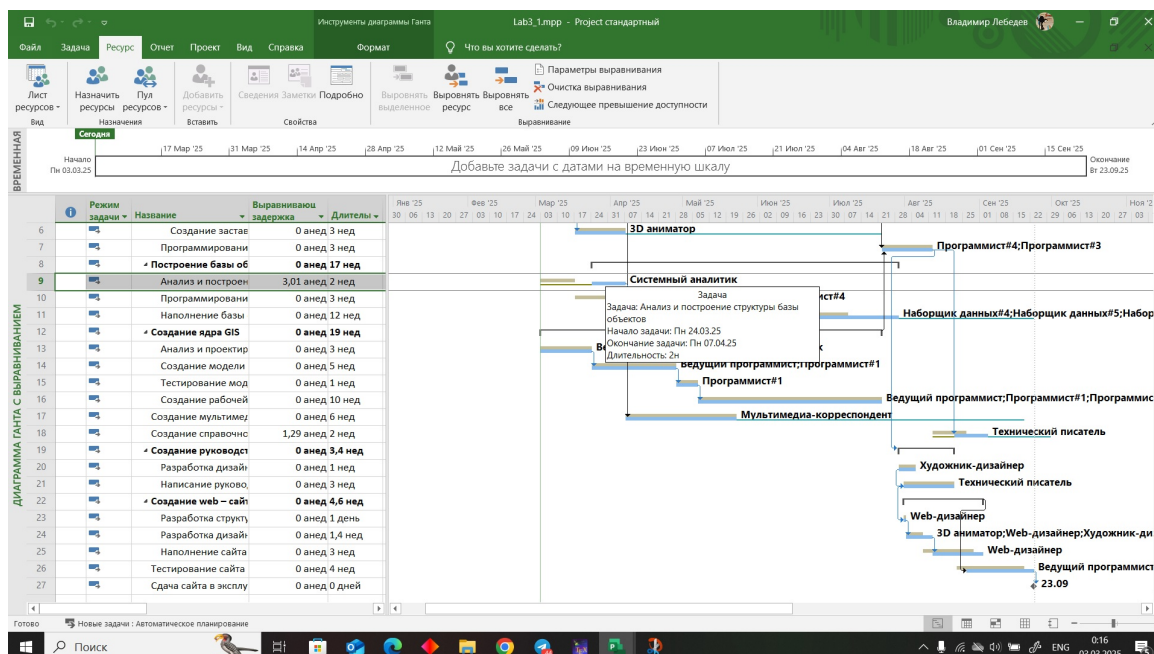 Инструменты диаграммы Ганта
Lab3_1.mpp - Project стандартный
Владимир Лебедев
Файл Задача Ресурс Отчет Проект Вид Справка Формат Что вы хотите сделать?
Лист ресурсов
Назначить ресурсы
Пул ресурсов
Добавить ресурсы
Сведения Заметки Подробно
Выровнять выделенное
Выровнять ресурс
Выровнять все
Параметры выравнивания
Очистка выравнивания
Следующее превышение доступности
Вид Назначения Вставить Свойства Выравнивание
ВРЕМЕННАЯ
Сегодня
17 Мар '25 31 Мар '25 14 Апр '25 28 Апр '25 12 Май '25 26 Май '25 09 Июн '25 23 Июн '25 07 Июл '25 21 Июл '25 04 Авг '25 18 Авг '25 01 Сен '25 15 Сен '25
Начало
Пн 03.03.25
Добавьте задачи с датами на временную шкалу
Окончание
Вт 23.09.25
ДИАГРАММА ГАНТА С ВЫРАВНИВАНИЕМ
Режим задачи Название Выравнивающ задержка Длителы
Янв '25 Фев '25 Мар '25 Апр '25 Май '25 Июн '25 Июл '25 Авг '25 Сен '25 Окт '25 Ноя '2
30 06 13 20 27 03 10 17 24 03 10 17 24 31 07 14 21 28 05 12 19 26 02 09 16 23 30 07 14 21 28 04 11 18 25 01 08 15 22 29 06 13 20 27 03
6 Создание застав 0 анед 3 нед 3D аниматор
7 Программировани 0 анед 3 нед Программист#4;Программист#3
8 Построение базы об 0 анед 17 нед
9 Анализ и построен 3,01 анед 2 нед Системный аналитик
10 Программировани 0 анед 3 нед ист#4
11 Наполнение базы 0 анед 12 нед Наборщик данных#4;Наборщик данных#5;Набор
12 Создание ядра GIS 0 анед 19 нед
13 Анализ и проектир 0 анед 3 нед
14 Создание модели 0 анед 5 нед Ведущий программист;Программист#1
15 Тестирование мод 0 анед 1 нед Программист#1
16 Создание рабочей 0 анед 10 нед Ведущий программист;Программист#1;Программис
17 Создание мультимед 0 анед 6 нед Мультимедиа-корреспондент
18 Создание справочно 1,29 анед 2 нед Технический писатель
19 Создание руководст 0 анед 3,4 нед
20 Разработка дизайн 0 анед 1 нед Художник-дизайнер
21 Написание руково, 0 анед 3 нед Технический писатель
22 Создание web – сайт 0 анед 4,6 нед
23 Разработка структу 0 анед 1 день Web-дизайнер
24 Разработка дизайн 0 анед 1,4 нед 3D аниматор;Web-дизайнер;Художник-ди
25 Наполнение сайта 0 анед 3 нед Web-дизайнер
26 Тестирование сайта 0 анед 4 нед Ведущий программист
27 Сдача сайта в эксплу 0 анед 0 дней 23.09
Задача
Задача: Анализ и построение структуры базы
объектов
Начало задачи: Пн 24.03.25
Окончание задачи: Пн 07.04.25
Длительность: 2н
Готово Новые задачи : Автоматическое планирование
Поиск
ENG
0:16
03.03.2025